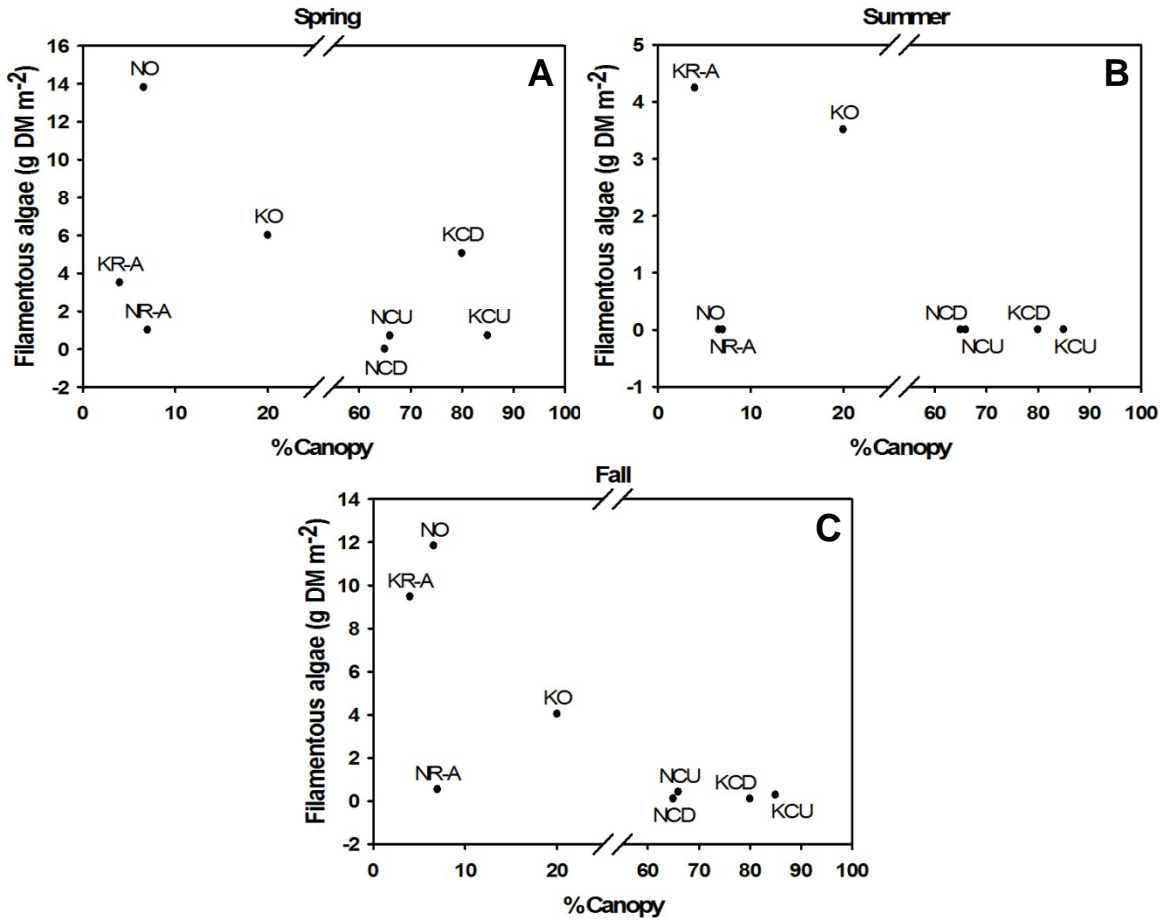 Spring
A
Filamentous algae (g DM m-2)
16
14
12
10
8
6
4
2
0
-2
NO
KO
KCD
KR-A
NR-A
NCU
KCU
NCD
0 10 20 60 70 80 90 100
% Canopy
Summer
B
Filamentous algae (g DM m-2)
5
4
3
2
1
0
-1
KR-A
KO
NO
NCD
KCD
NR-A
NCU
KCU
0 10 20 60 70 80 90 100
% Canopy
Fall
C
Filamentous algae (g DM m-2)
14
12
10
8
6
4
2
0
-2
NO
KR-A
KO
NR-A
NCU
KCD
NCD
KCU
0 10 20 60 70 80 90 100
% Canopy